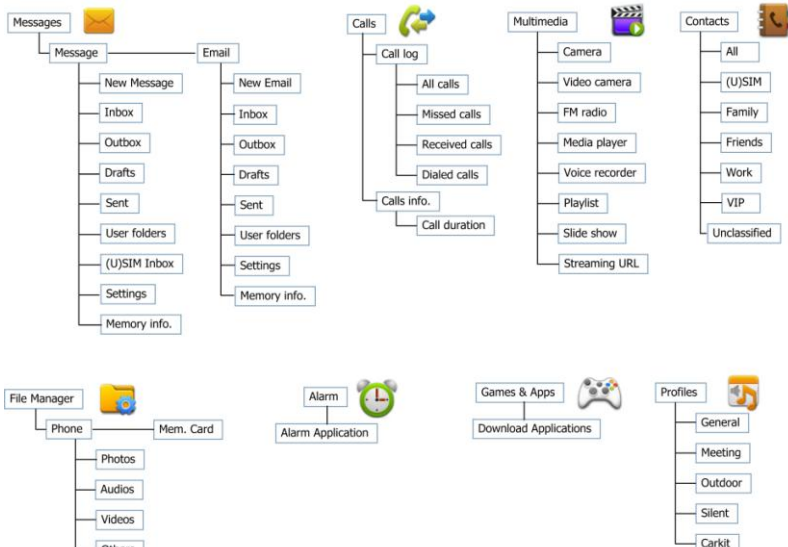 Messages
Message
Email
New Message
Inbox
Outbox
Drafts
Sent
User folders
(U)SIM Inbox
Settings
Memory info.
New Email
Inbox
Outbox
Drafts
Sent
User folders
Settings
Memory info.
Calls
Call log
All calls
Missed calls
Received calls
Dialed calls
Calls info.
Call duration
Multimedia
Camera
Video camera
FM radio
Media player
Voice recorder
Playlist
Slide show
Streaming URL
Contacts
All
(U)SIM
Family
Friends
Work
VIP
Unclassified
File Manager
Phone
Mem. Card
Photos
Audios
Videos
Others
Alarm
Alarm Application
Games & Apps
Download Applications
Profiles
General
Meeting
Outdoor
Silent
Carkit